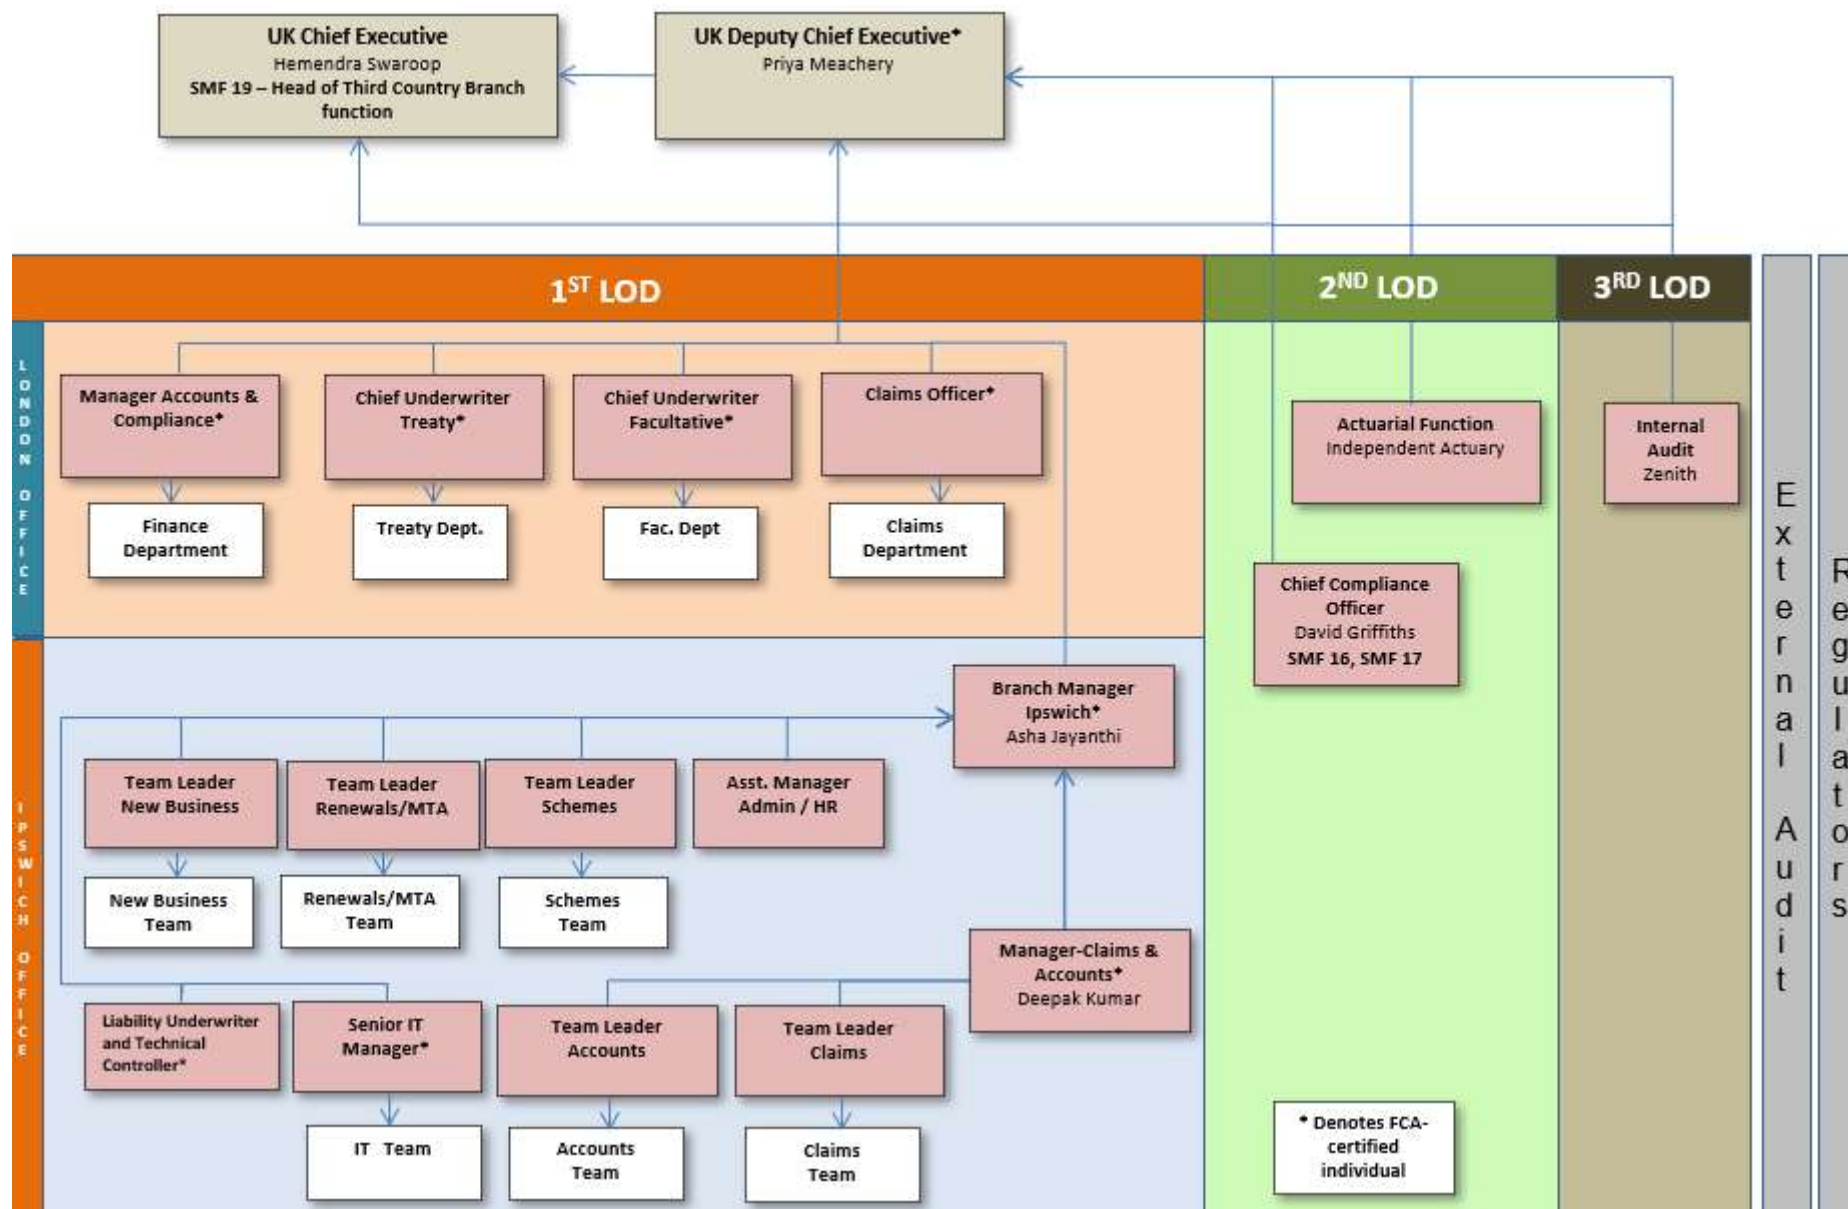 UK Chief Executive
Hemendra Swaroop
SMF 19 – Head of Third Country Branch
function
UK Deputy Chief Executive*
Priya Meachery
1ST LOD
2ND LOD
3RD LOD
LONDON OFFICE
Manager Accounts &
Compliance*
Chief Underwriter
Treaty*
Chief Underwriter
Facultative*
Claims Officer*
Actuarial Function
Independent Actuary
Internal
Audit
Zenith
Finance
Department
Treaty Dept.
Fac. Dept
Claims
Department
Chief Compliance
Officer
David Griffiths
SMF 16, SMF 17
External Audit
Regulators
IPSWICH OFFICE
Branch Manager
Ipswich*
Asha Jayanthi
Team Leader
New Business
Team Leader
Renewals/MTA
Team Leader
Schemes
Asst. Manager
Admin / HR
New Business
Team
Renewals/MTA
Team
Schemes
Team
Manager-Claims &
Accounts*
Deepak Kumar
Liability Underwriter
and Technical
Controller*
Senior IT
Manager*
Team Leader
Accounts
Team Leader
Claims
IT Team
Accounts
Team
Claims
Team
* Denotes FCA-
certified
individual